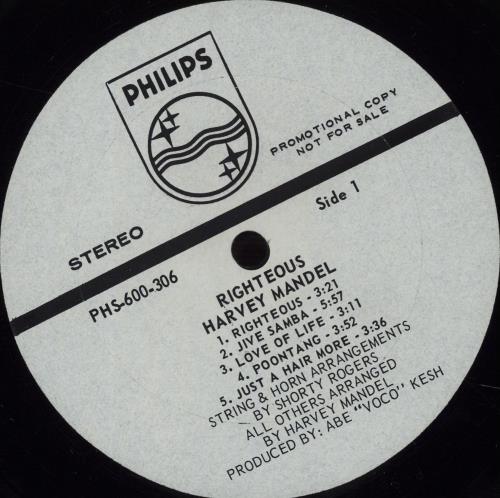 PHILIPS
PROMOTIONAL COPY
NOT FOR SALE
Side 1
STEREO
PHS-600-306
RIGHTEOUS
HARVEY MANDEL
1. RIGHTEOUS - 3:21
2. JIVE SAMBA - 5:57
3. LOVE OF LIFE - 3:11
4. POONTANG - 3:52
5. JUST A HAIR MORE - 3:36
STRING & HORN ARRANGEMENTS
BY SHORTY ROGERS
ALL OTHERS ARRANGED
BY HARVEY MANDEL
PRODUCED BY: ABE "VOCO" KESH